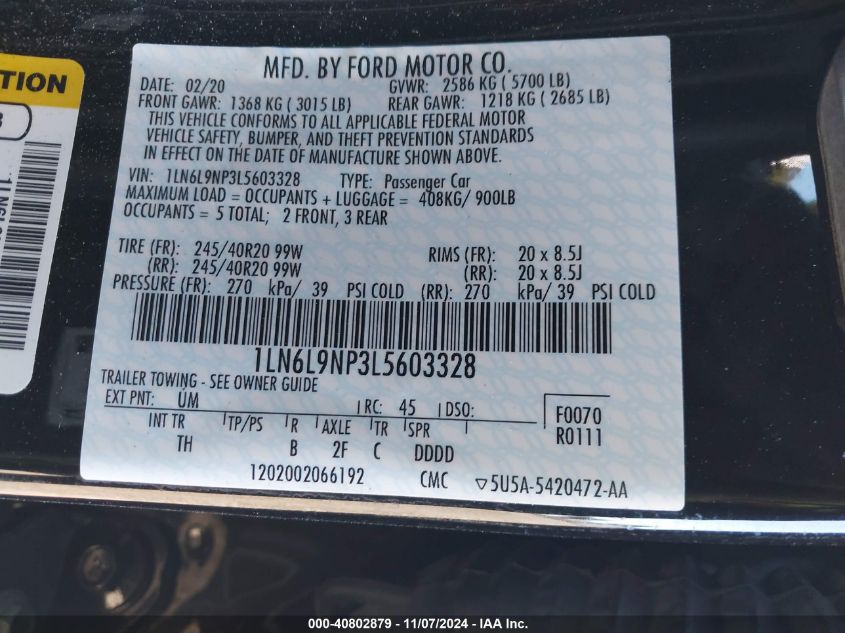 TION
MFD. BY FORD MOTOR CO.
DATE: 02/20 GVWR: 2586 KG ( 5700 LB)
FRONT GAWR: 1368 KG ( 3015 LB) REAR GAWR: 1218 KG ( 2685 LB)
THIS VEHICLE CONFORMS TO ALL APPLICABLE FEDERAL MOTOR
VEHICLE SAFETY, BUMPER, AND THEFT PREVENTION STANDARDS
IN EFFECT ON THE DATE OF MANUFACTURE SHOWN ABOVE.
VIN: 1LN6L9NP3L5603328 TYPE: Passenger Car
MAXIMUM LOAD = OCCUPANTS + LUGGAGE = 408KG/ 900LB
OCCUPANTS = 5 TOTAL; 2 FRONT, 3 REAR
TIRE (FR): 245/40R20 99W RIMS (FR): 20 x 8.5J
(RR): 245/40R20 99W (RR): 20 x 8.5J
PRESSURE (FR): 270 kPa/ 39 PSI COLD (RR): 270 kPa/ 39 PSI COLD
1LN6L9NP3L5603328
TRAILER TOWING - SEE OWNER GUIDE
EXT PNT: UM RC: 45 DSO: F0070
INT TR TP/PS R AXLE TR SPR R0111
TH B 2F C DDDD
1202002066192 CMC ▽5U5A-5420472-AA
000-40802879 - 11/07/2024 - IAA Inc.